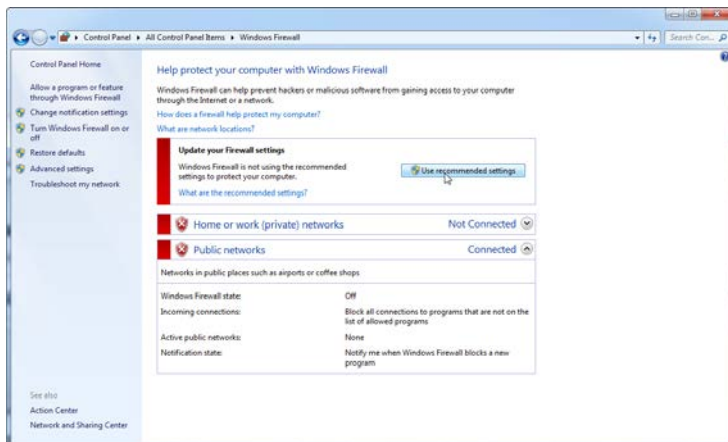 Control Panel ▸ All Control Panel Items ▸ Windows Firewall
Search Con...
Control Panel Home
Allow a program or feature
through Windows Firewall
Change notification settings
Turn Windows Firewall on or
off
Restore defaults
Advanced settings
Troubleshoot my network
See also
Action Center
Network and Sharing Center
Help protect your computer with Windows Firewall
Windows Firewall can help prevent hackers or malicious software from gaining access to your computer
through the Internet or a network.
How does a firewall help protect my computer?
What are network locations?
Update your Firewall settings
Windows Firewall is not using the recommended
settings to protect your computer.
What are the recommended settings?
Use recommended settings
Home or work (private) networks Not Connected
Public networks Connected
Networks in public places such as airports or coffee shops
Windows Firewall state: Off
Incoming connections: Block all connections to programs that are not on the
list of allowed programs
Active public networks: None
Notification state: Notify me when Windows Firewall blocks a new
program